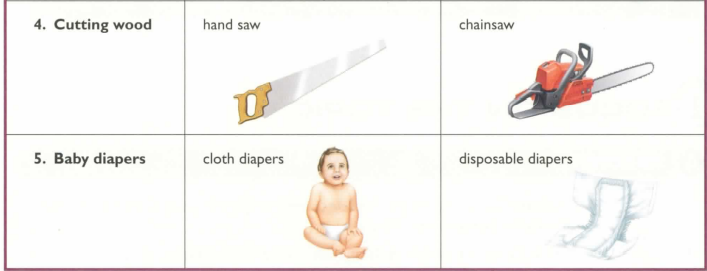 4. Cutting wood
hand saw
chainsaw
5. Baby diapers
cloth diapers
disposable diapers